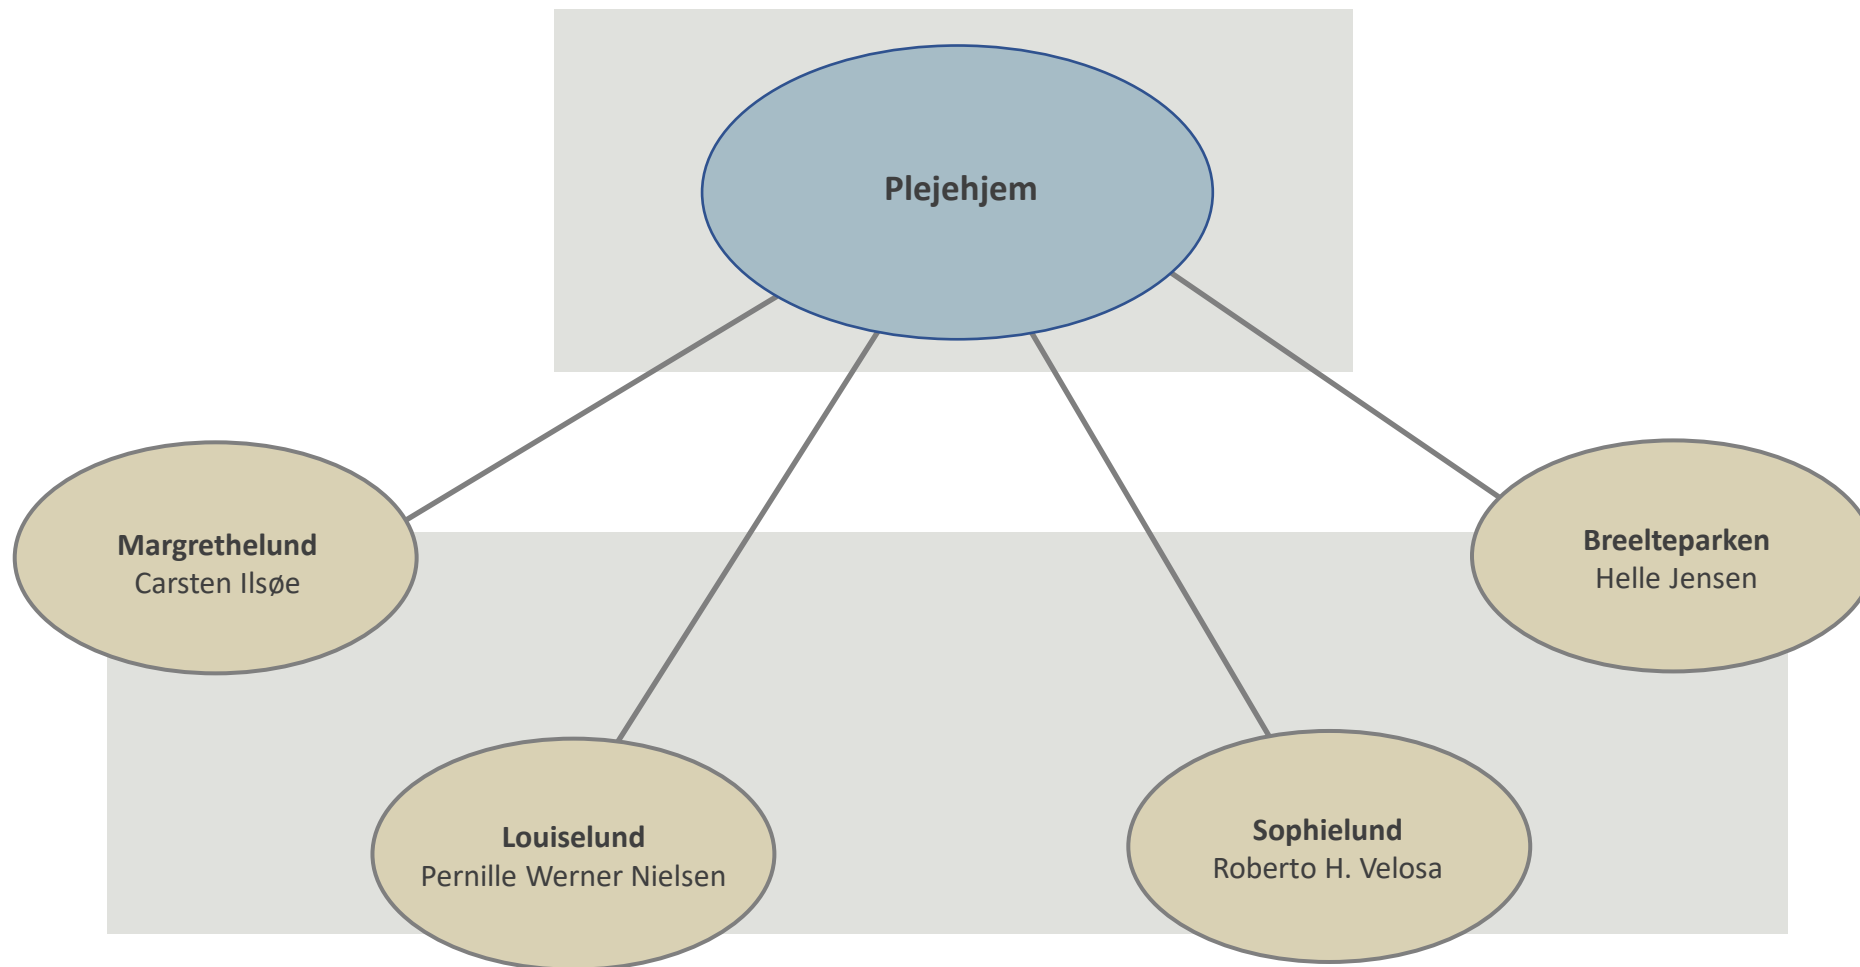 Plejehjem
Margrethelund
Carsten Ilsøe
Breelteparken
Helle Jensen
Louiselund
Pernille Werner Nielsen
Sophielund
Roberto H. Velosa